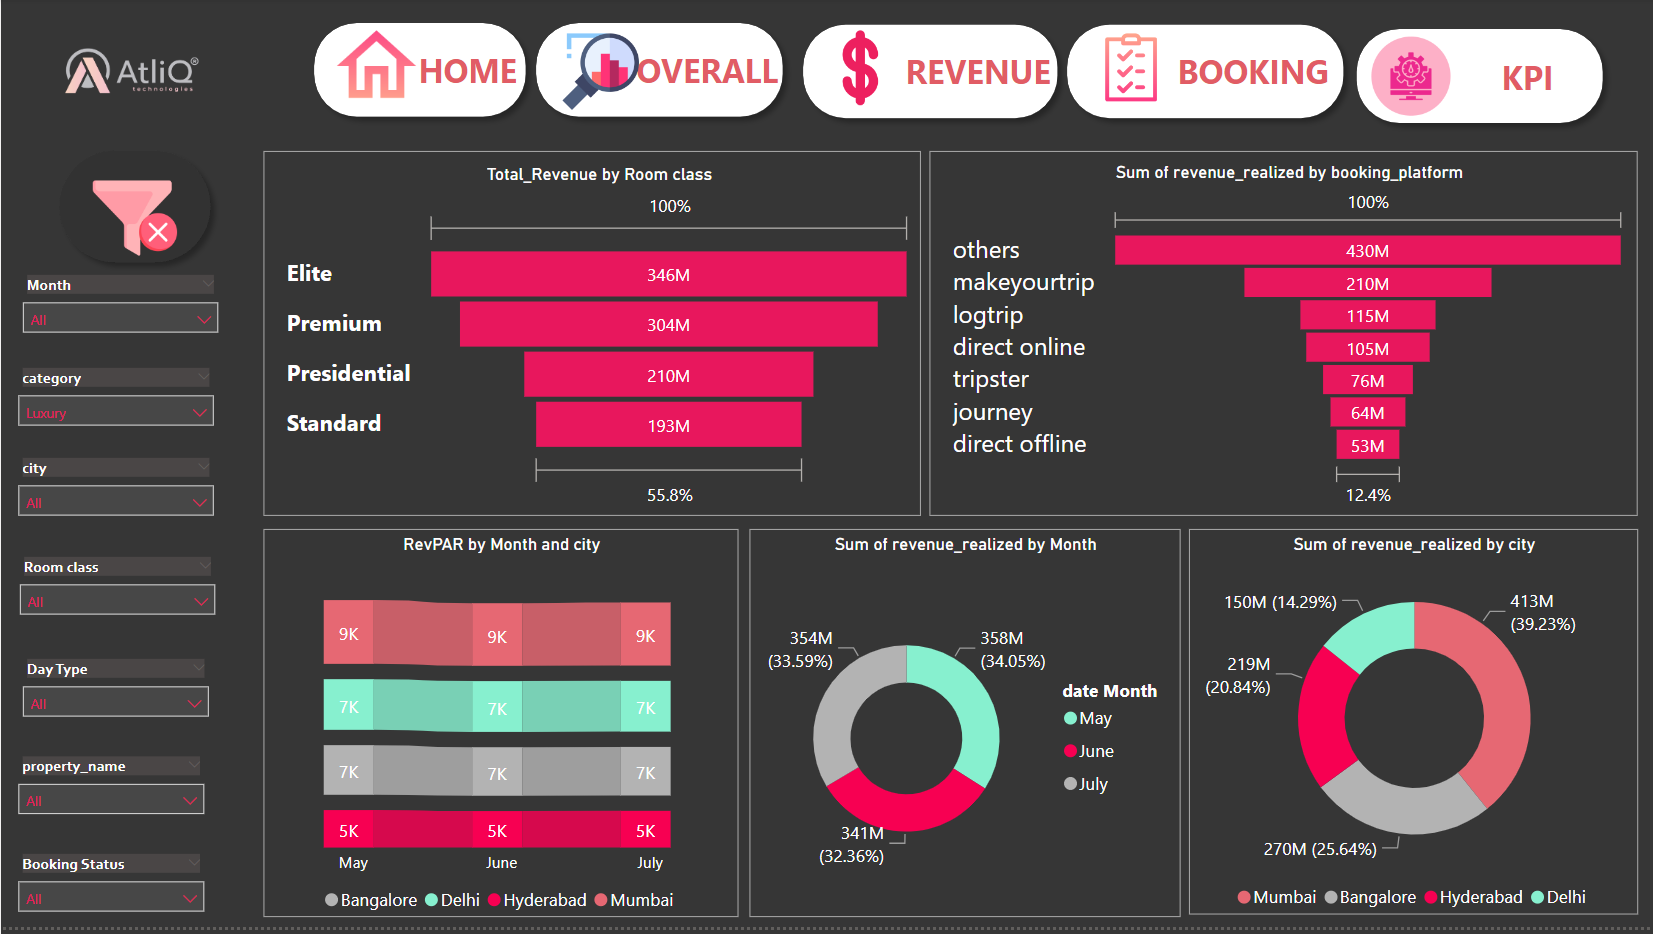 AtliQ®
technologies
HOME
OVERALL
REVENUE
BOOKING
KPI
Month
All
category
Luxury
city
All
Room class
All
Day Type
All
property_name
All
Booking Status
All
Total_Revenue by Room class
100%
Elite 346M
Premium 304M
Presidential 210M
Standard 193M
55.8%
Sum of revenue_realized by booking_platform
100%
others 430M
makeyourtrip 210M
logtrip 115M
direct online 105M
tripster 76M
journey 64M
direct offline 53M
12.4%
RevPAR by Month and city
9K 9K 9K
7K 7K 7K
7K 7K 7K
5K 5K 5K
May June July
Bangalore Delhi Hyderabad Mumbai
Sum of revenue_realized by Month
354M
(33.59%)
358M
(34.05%)
341M
(32.36%)
date Month
May
June
July
Sum of revenue_realized by city
150M (14.29%)
413M
(39.23%)
219M
(20.84%)
270M (25.64%)
Mumbai Bangalore Hyderabad Delhi